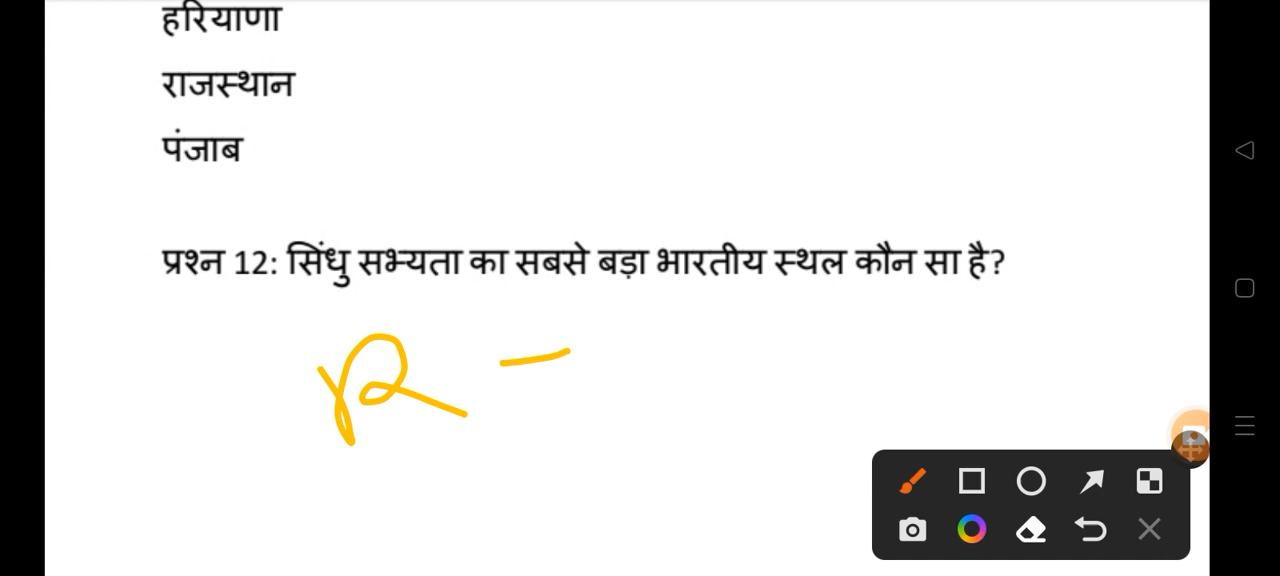 हरियाणा
राजस्थान
पंजाब
प्रश्न 12: सिंधु सभ्यता का सबसे बड़ा भारतीय स्थल कौन सा है?
R –